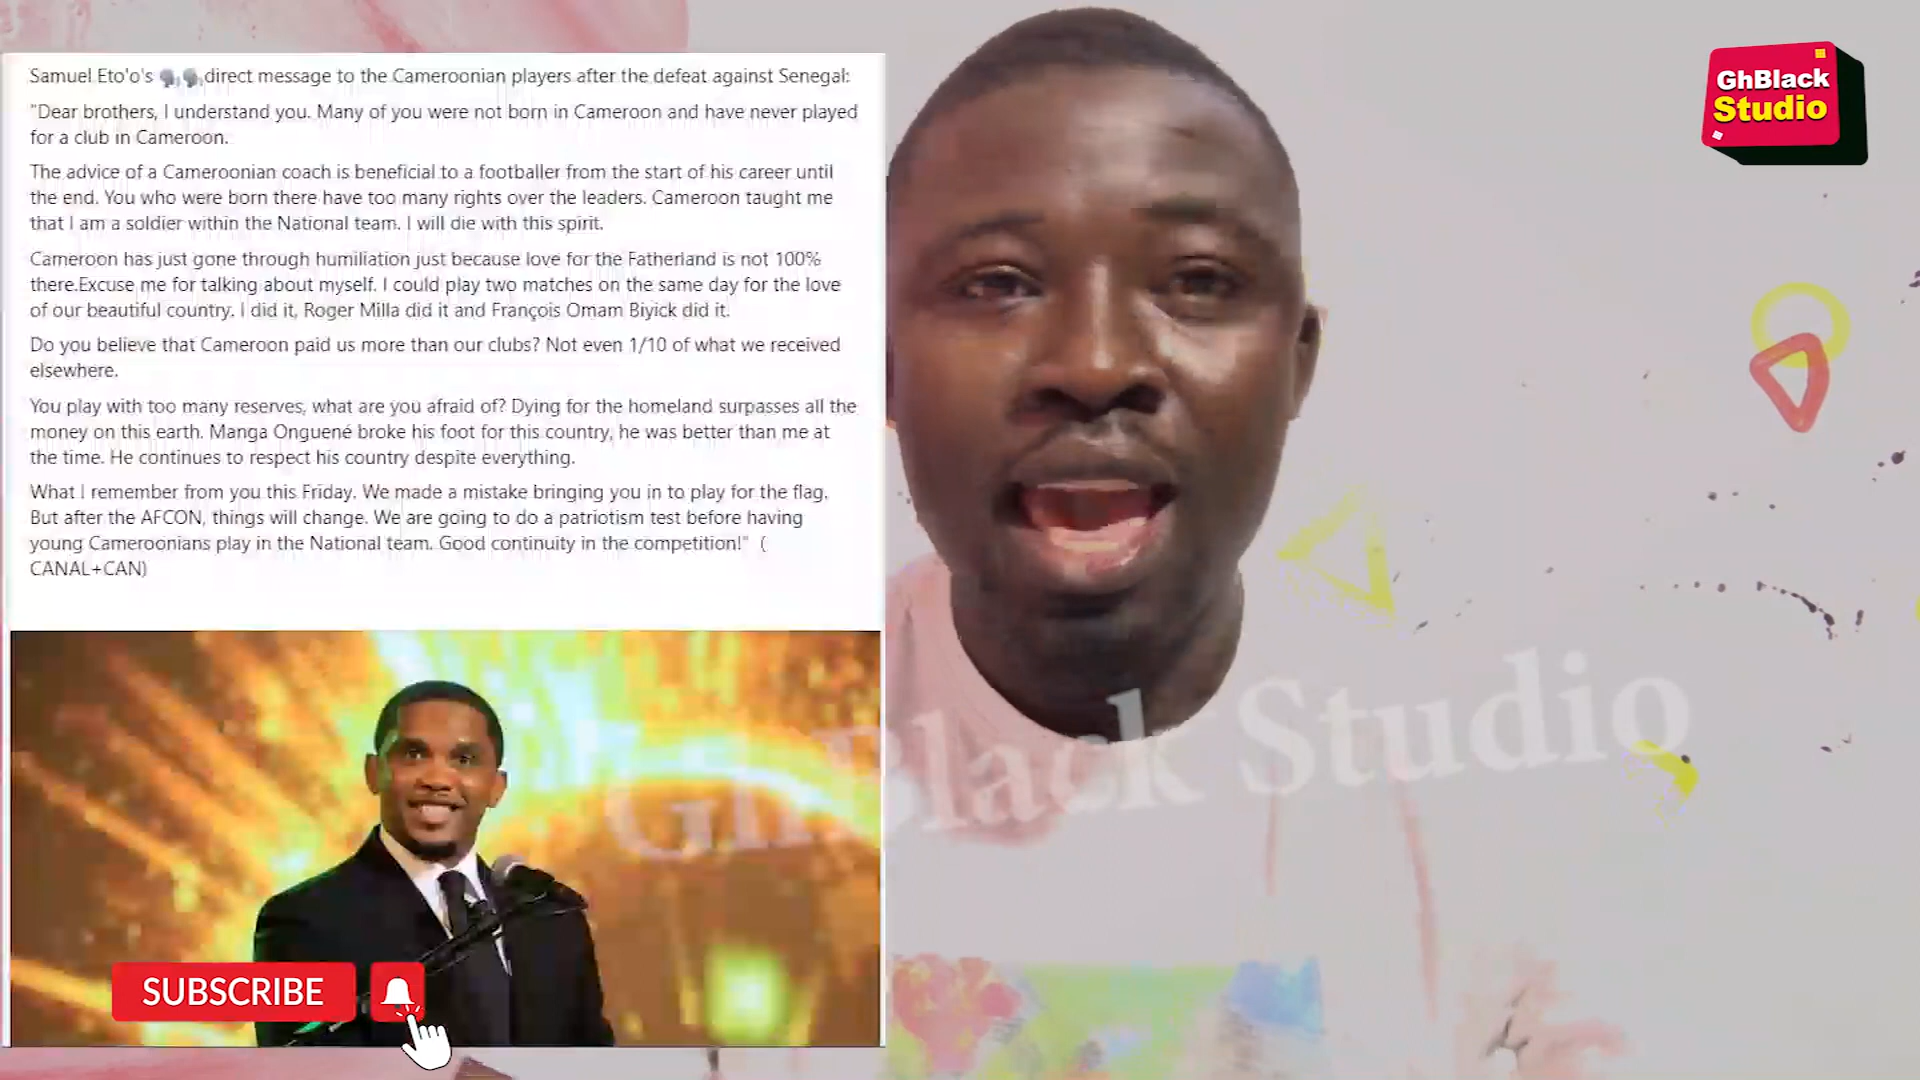 Samuel Eto'o's 🗣🗣direct message to the Cameroonian players after the defeat against Senegal:
"Dear brothers, I understand you. Many of you were not born in Cameroon and have never played
for a club in Cameroon.
The advice of a Cameroonian coach is beneficial to a footballer from the start of his career until
the end. You who were born there have too many rights over the leaders. Cameroon taught me
that I am a soldier within the National team. I will die with this spirit.
Cameroon has just gone through humiliation just because love for the Fatherland is not 100%
there.Excuse me for talking about myself. I could play two matches on the same day for the love
of our beautiful country. I did it, Roger Milla did it and François Omam Biyick did it.
Do you believe that Cameroon paid us more than our clubs? Not even 1/10 of what we received
elsewhere.
You play with too many reserves, what are you afraid of? Dying for the homeland surpasses all the
money on this earth. Manga Onguené broke his foot for this country, he was better than me at
the time. He continues to respect his country despite everything.
What I remember from you this Friday. We made a mistake bringing you in to play for the flag.
But after the AFCON, things will change. We are going to do a patriotism test before having
young Cameroonians play in the National team. Good continuity in the competition!" (
CANAL+CAN)
GhBlack
Studio
GhBlack Studio
SUBSCRIBE